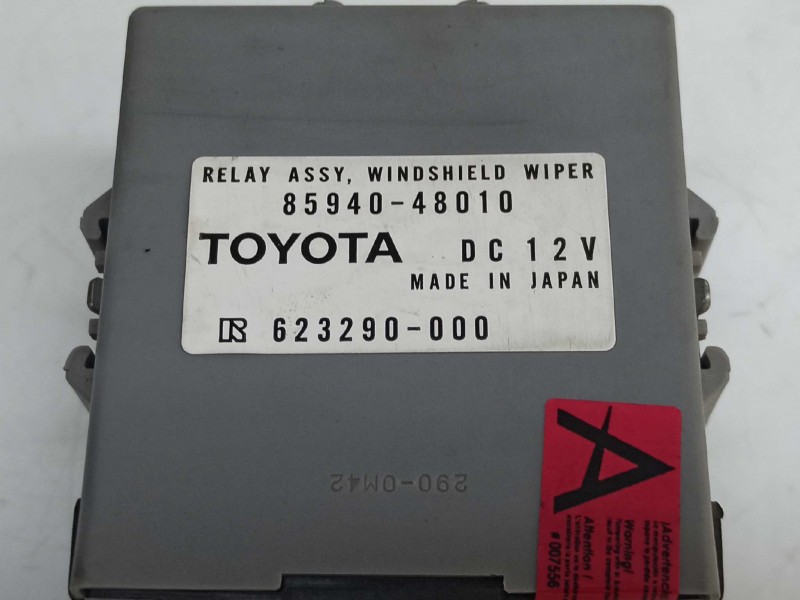 RELAY ASSY, WINDSHIELD WIPER
85940-48010
TOYOTA DC 12V
MADE IN JAPAN
R 623290-000
290-0M42
A
¡Advertenci
Warning!
Attention !
# 007556